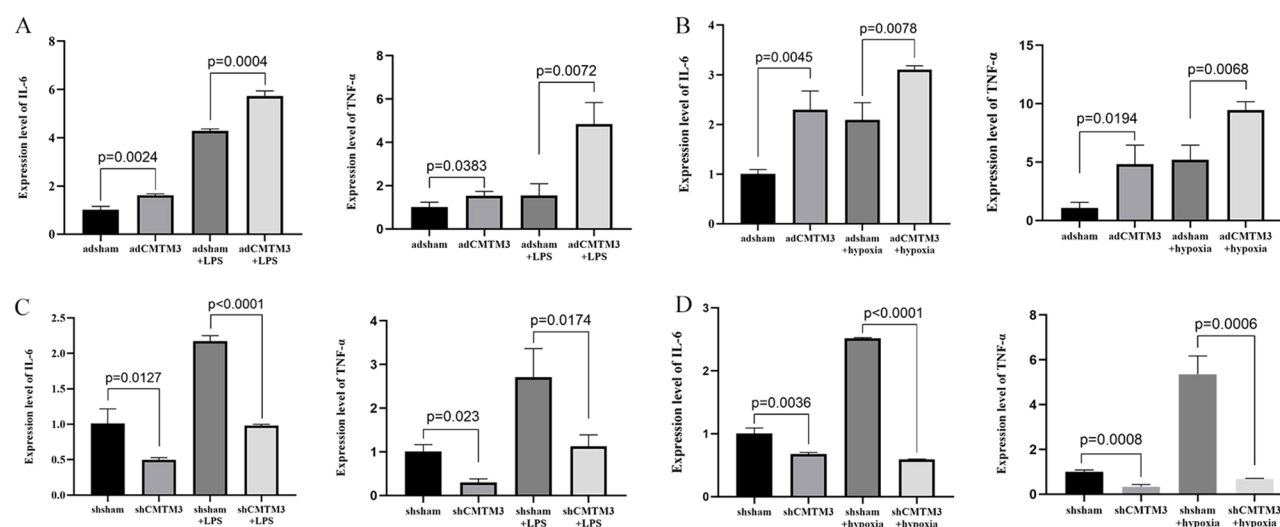 A
Expression level of IL-6
8
6
4
2
0
p=0.0024
p=0.0004
adsham
adCMTM3
adsham
+LPS
adCMTM3
+LPS
Expression level of TNF-α
8
6
4
2
0
p=0.0383
p=0.0072
adsham
adCMTM3
adsham
+LPS
adCMTM3
+LPS
B
Expression level of IL-6
4
3
2
1
0
p=0.0045
p=0.0078
adsham
adCMTM3
adsham
+hypoxia
adCMTM3
+hypoxia
Expression level of TNF-α
15
10
5
0
p=0.0194
p=0.0068
adsham
adCMTM3
adsham
+hypoxia
adCMTM3
+hypoxia
C
Expression level of IL-6
2.5
2.0
1.5
1.0
0.5
0.0
p=0.0127
p<0.0001
shsham
shCMTM3
shsham
+LPS
shCMTM3
+LPS
Expression level of TNF-α
4
3
2
1
0
p=0.023
p=0.0174
shsham
shCMTM3
shsham
+LPS
shCMTM3
+LPS
D
Expression level of IL-6
3
2
1
0
p=0.0036
p<0.0001
shsham
shCMTM3
shsham
+hypoxia
shCMTM3
+hypoxia
Expression level of TNF-α
8
6
4
2
0
p=0.0008
p=0.0006
shsham
shCMTM3
shsham
+hypoxia
shCMTM3
+hypoxia